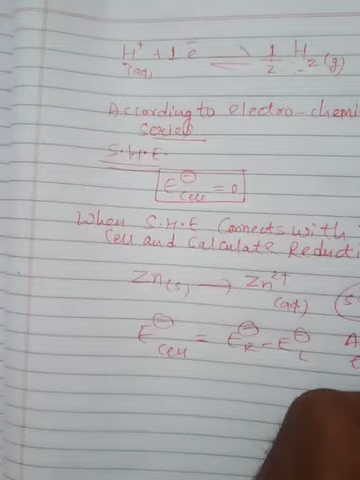 H⁺(aq) + 1 e⁻ ⇌ 1/2 H₂(g)
According to electro-chemi
Series
S.H.E.
E⊖cell = 0
When S.H.E Connects with
Cell and Calculate Reducti
Zn(s) → Zn²⁺(aq) S
E⊖cell = E⊖R - E⊖L A